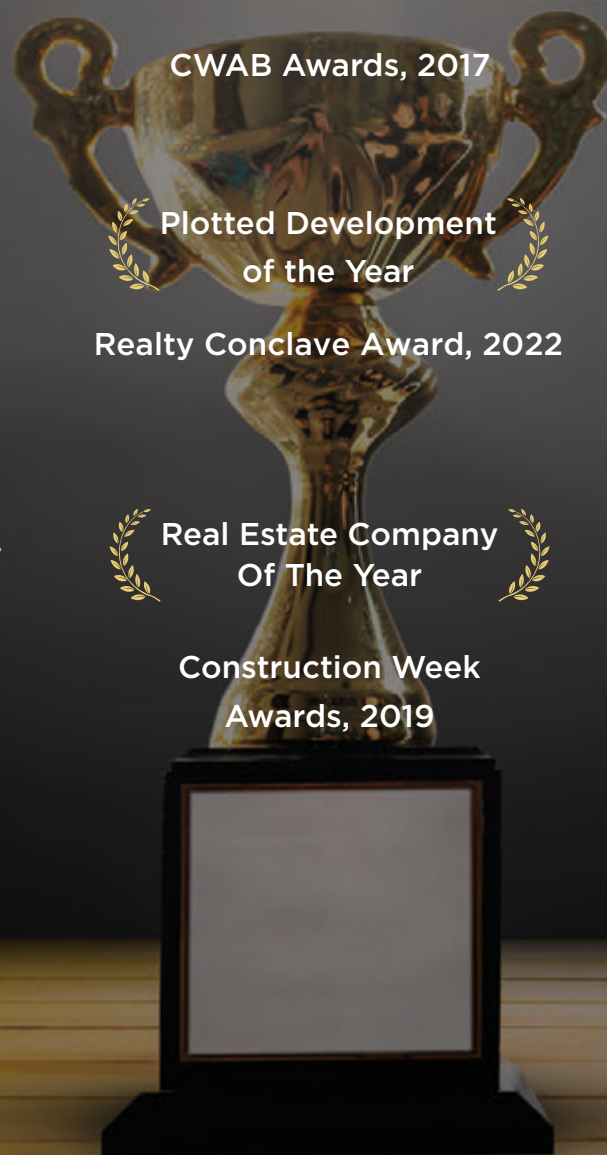 CWAB Awards, 2017
Plotted Development
of the Year
Realty Conclave Award, 2022
Real Estate Company
Of The Year
Construction Week
Awards, 2019